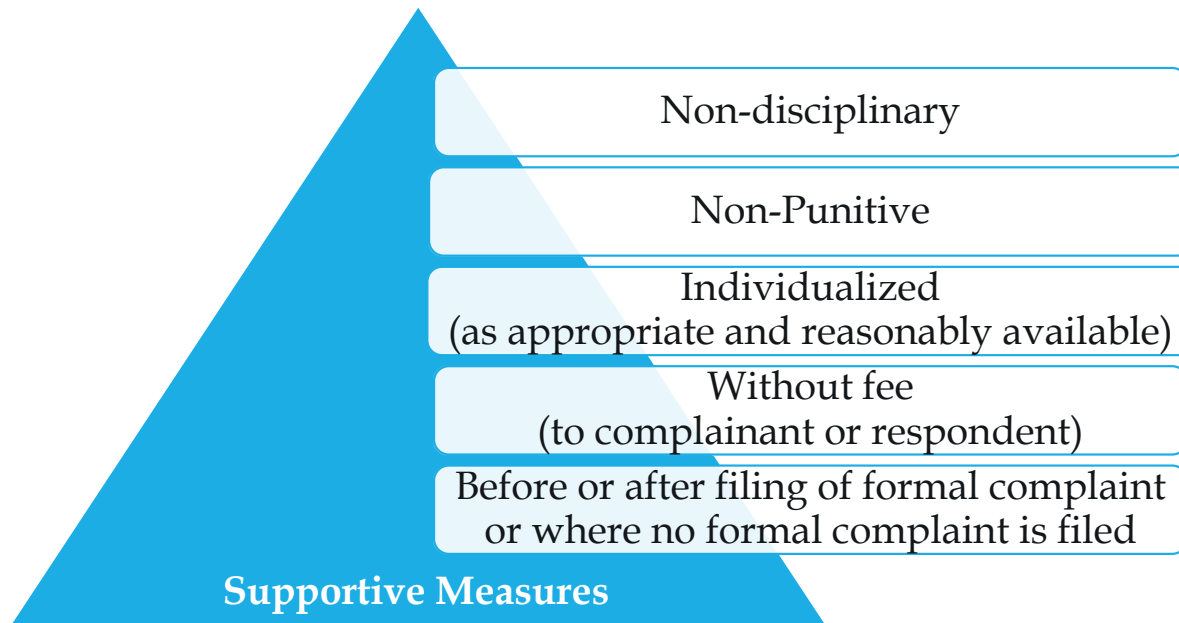 Non-disciplinary
Non-Punitive
Individualized
(as appropriate and reasonably available)
Without fee
(to complainant or respondent)
Before or after filing of formal complaint
or where no formal complaint is filed
Supportive Measures